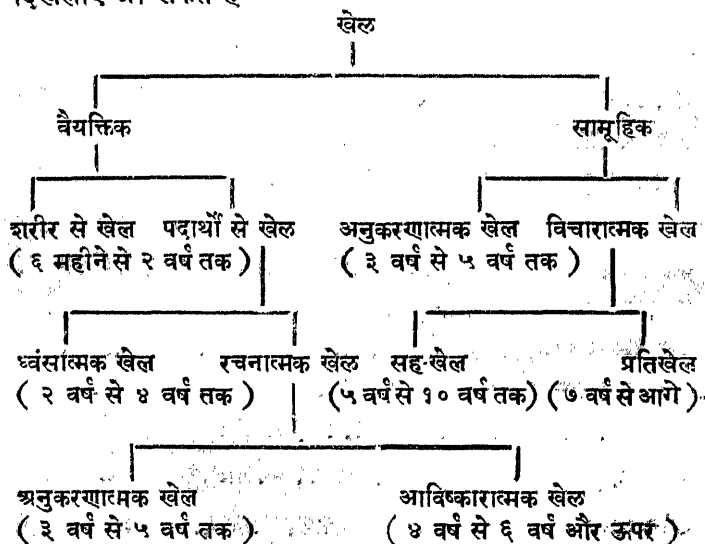 खेल
वैयक्तिक सामूहिक
शरीर से खेल पदार्थों से खेल अनुकरणात्मक खेल विचारात्मक खेल
( ६ महीने से २ वर्ष तक ) ( ३ वर्ष से ५ वर्ष तक )
ध्वंसात्मक खेल रचनात्मक खेल सह-खेल प्रतिखेल
( २ वर्ष से ४ वर्ष तक ) (५ वर्ष से १० वर्ष तक) (७ वर्ष से आगे)
अनुकरणात्मक खेल आविष्कारात्मक खेल
( ३ वर्ष से ५ वर्ष तक ) ( ४ वर्ष से ६ वर्ष और ऊपर )